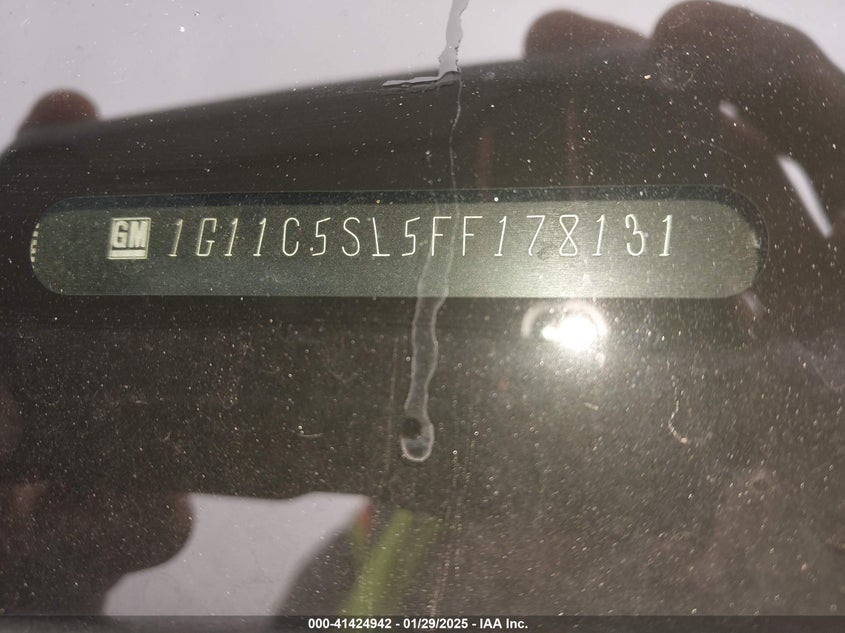 GM 1G11C5SL5FF178131
000-41424942 - 01/29/2025 - IAA Inc.